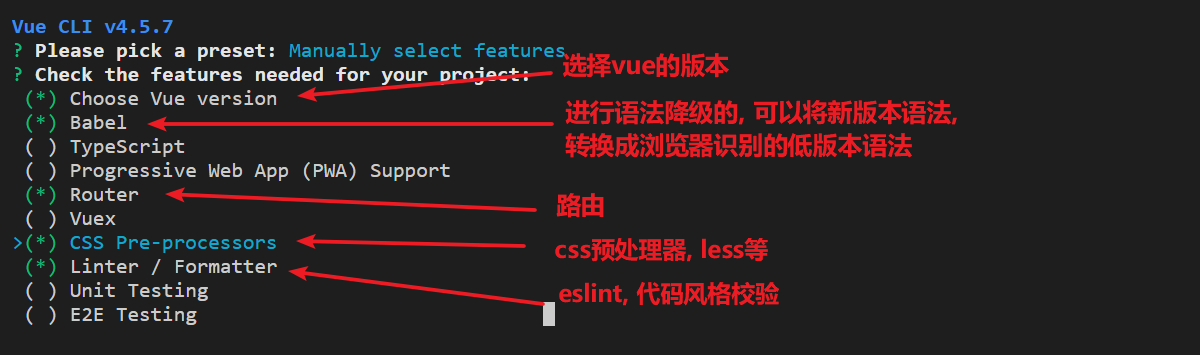 Vue CLI v4.5.7
? Please pick a preset: Manually select features
? Check the features needed for your project:
(*) Choose Vue version
(*) Babel
( ) TypeScript
( ) Progressive Web App (PWA) Support
(*) Router
( ) Vuex
>(*) CSS Pre-processors
(*) Linter / Formatter
( ) Unit Testing
( ) E2E Testing
选择vue的版本
进行语法降级的, 可以将新版本语法,
转换成浏览器识别的低版本语法
路由
css预处理器, less等
eslint, 代码风格校验